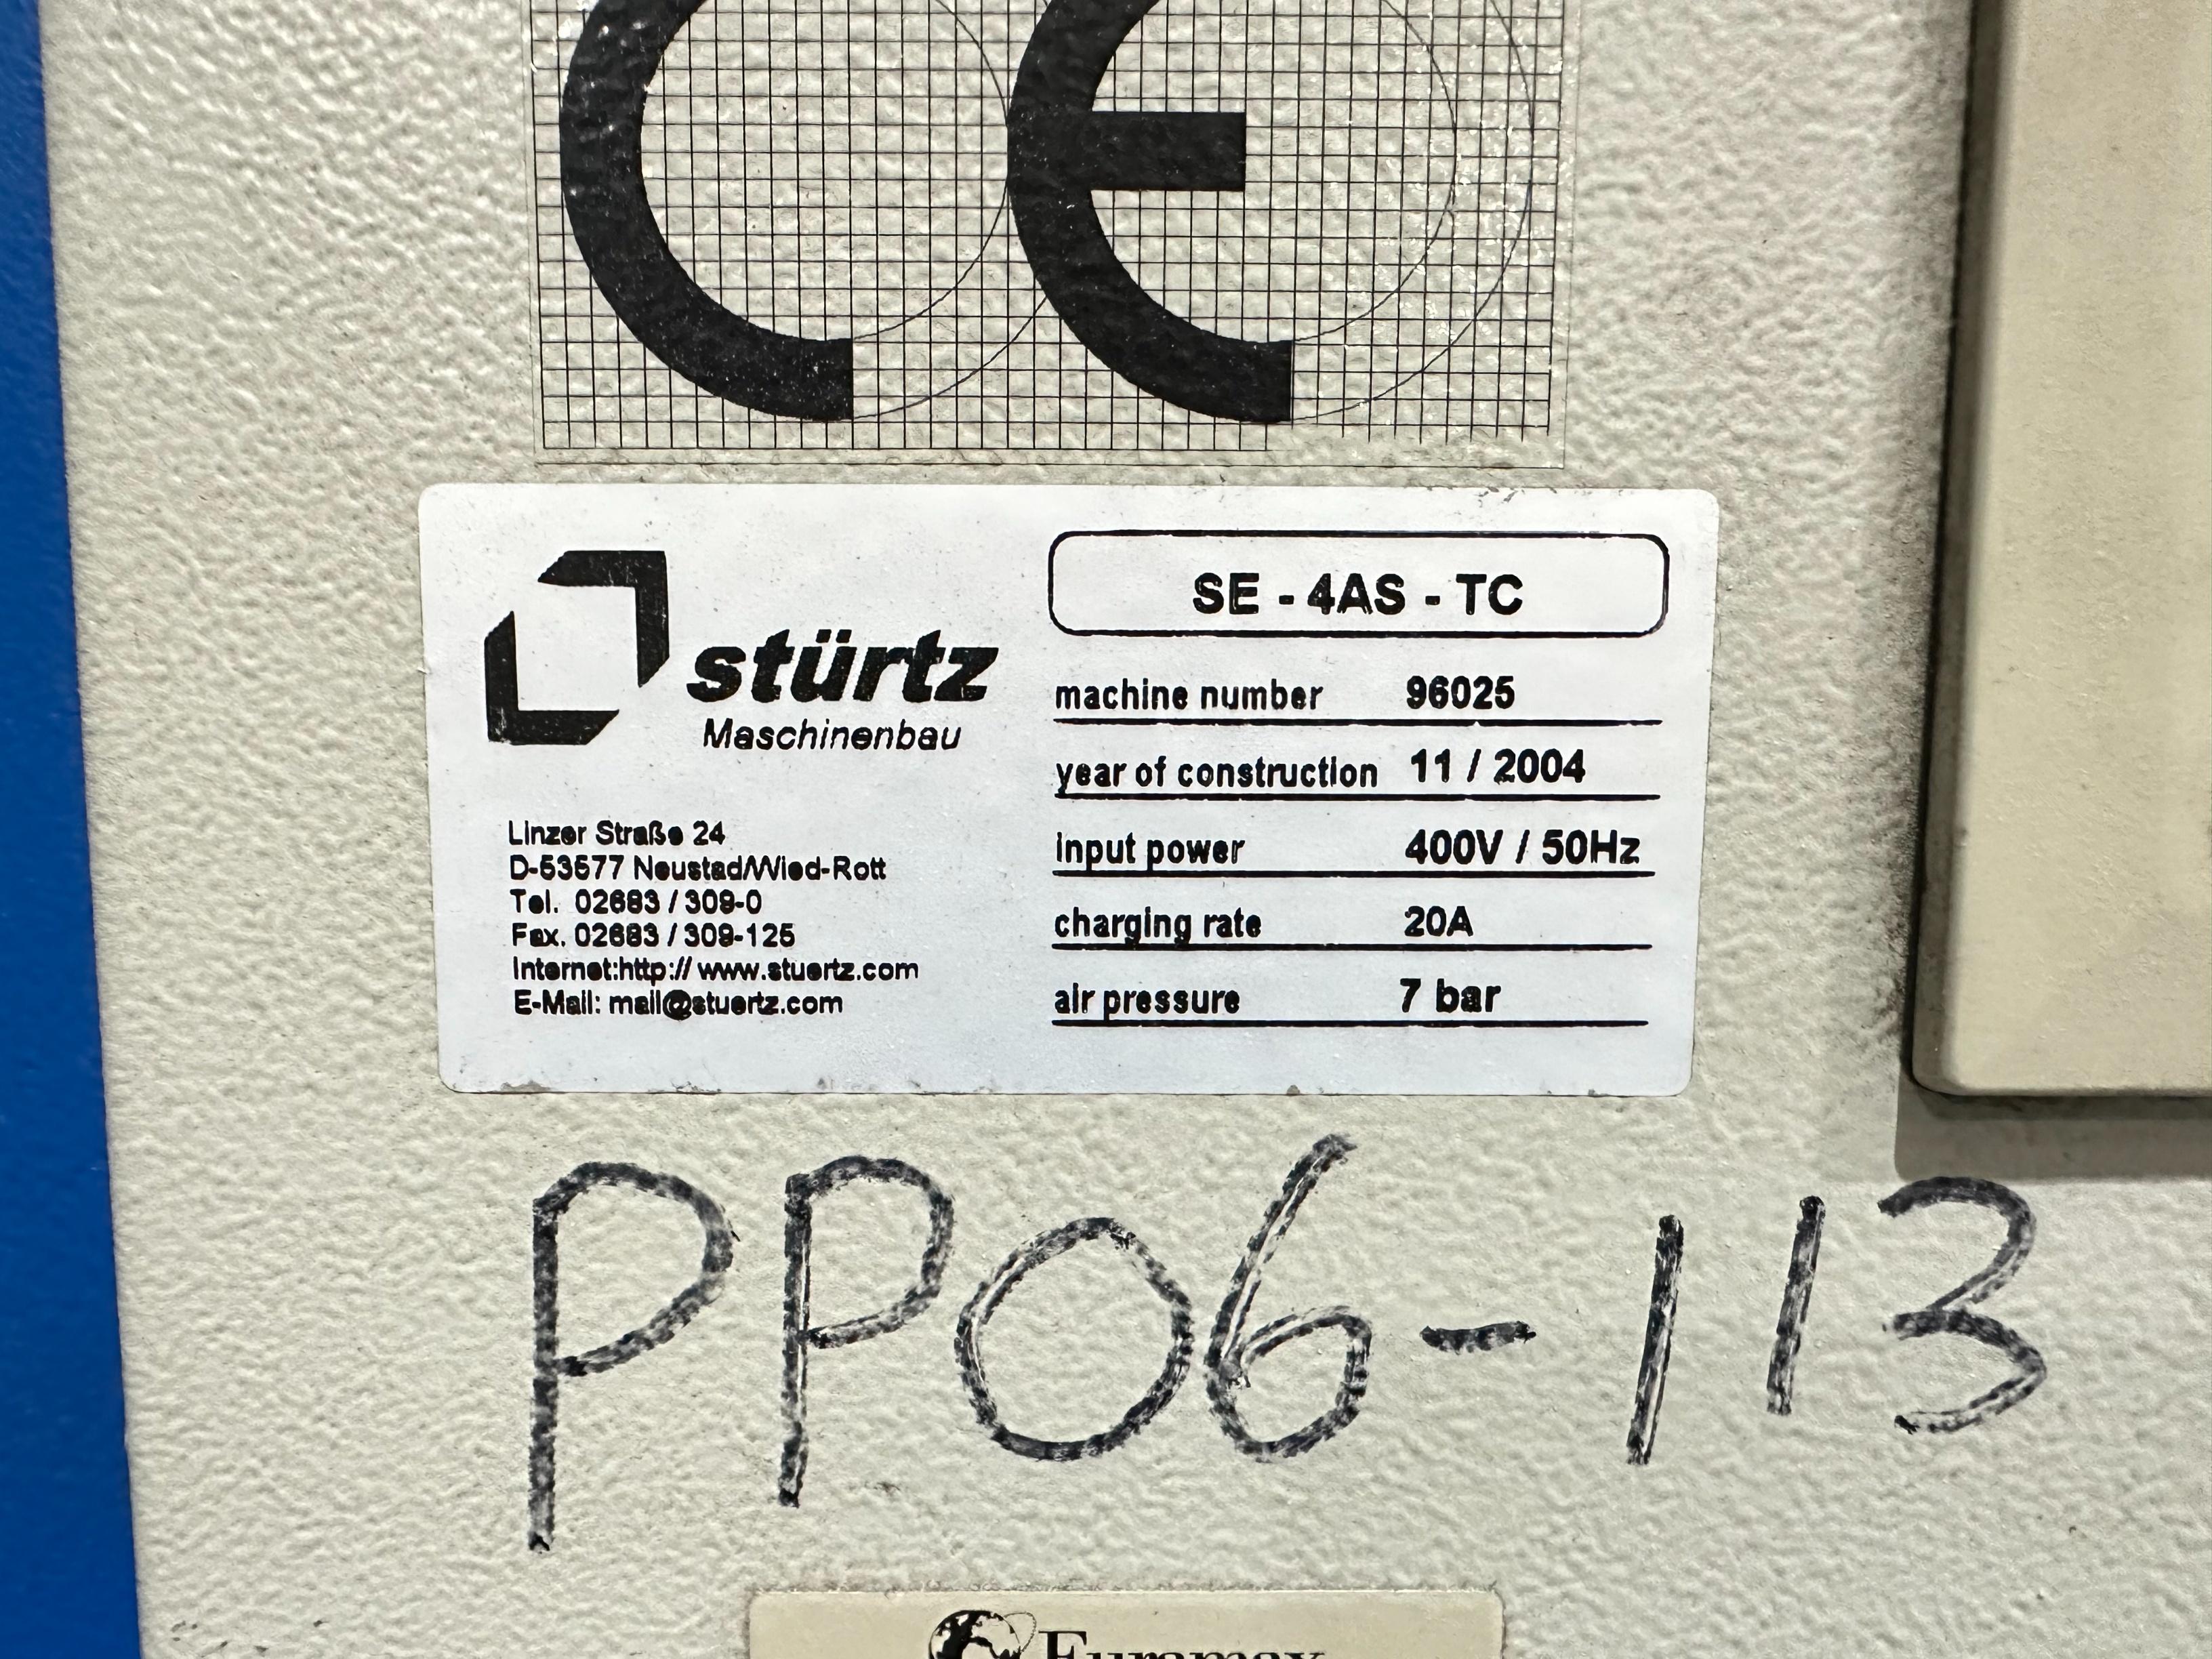 CE
stürtz
Maschinenbau
Linzer Straße 24
D-53577 Neustad/Wied-Rott
Tel. 02683 / 309-0
Fax. 02683 / 309-125
Internet:http:// www.stuertz.com
E-Mail: mail@stuertz.com
SE - 4AS - TC
machine number 96025
year of construction 11 / 2004
input power 400V / 50Hz
charging rate 20A
air pressure 7 bar
PP06-113
Euramax